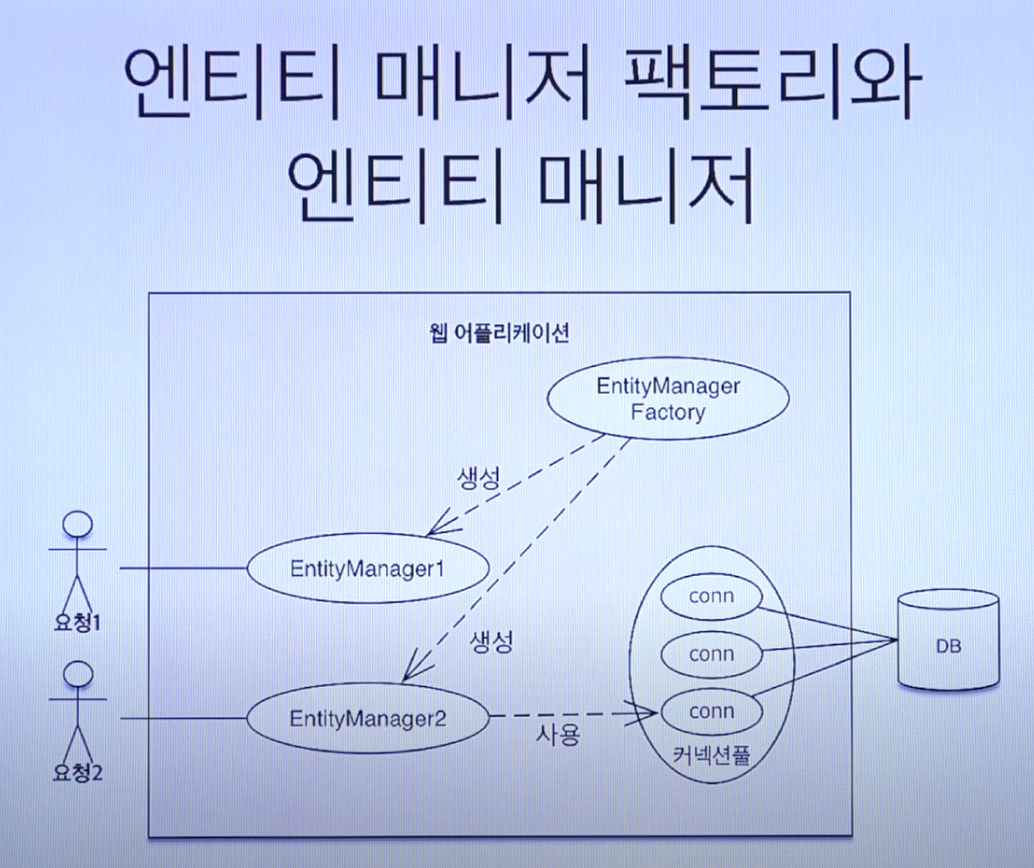 엔티티 매니저 팩토리와
엔티티 매니저
웹 어플리케이션
EntityManager
Factory
생성
EntityManager1
요청1
생성
conn
conn
conn
커넥션풀
DB
EntityManager2
사용
요청2